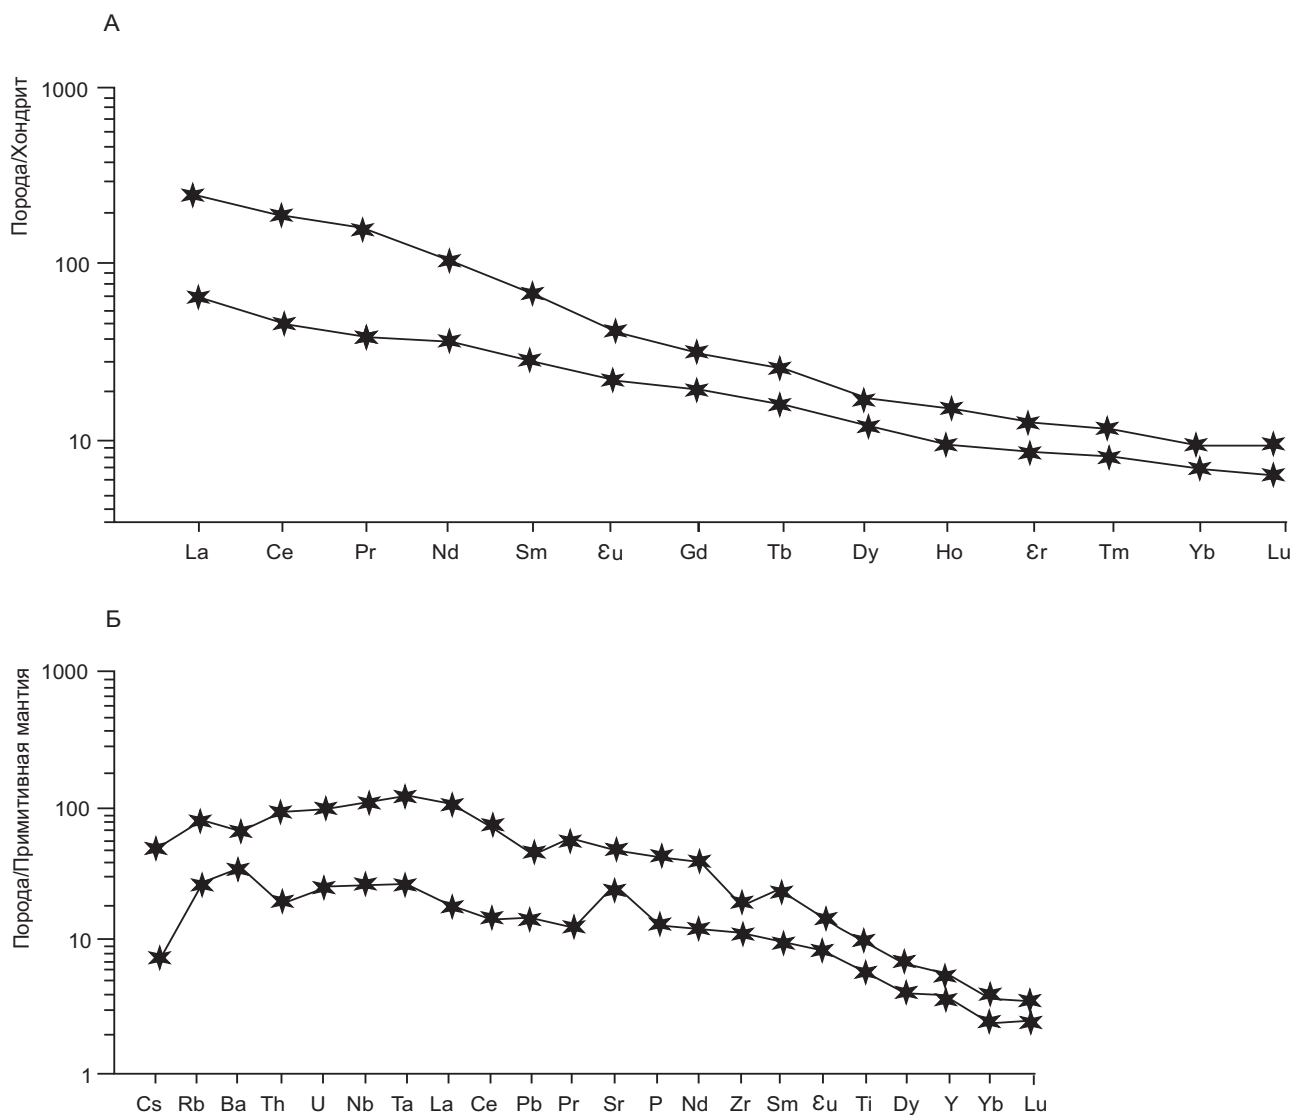 А
Порода/Хондрит
1000
100
10
La Ce Pr Nd Sm Ɛu Gd Tb Dy Ho Ɛr Tm Yb Lu
Б
Порода/Примитивная мантия
1000
100
10
1
Cs Rb Ba Th U Nb Ta La Ce Pb Pr Sr P Nd Zr Sm Ɛu Ti Dy Y Yb Lu